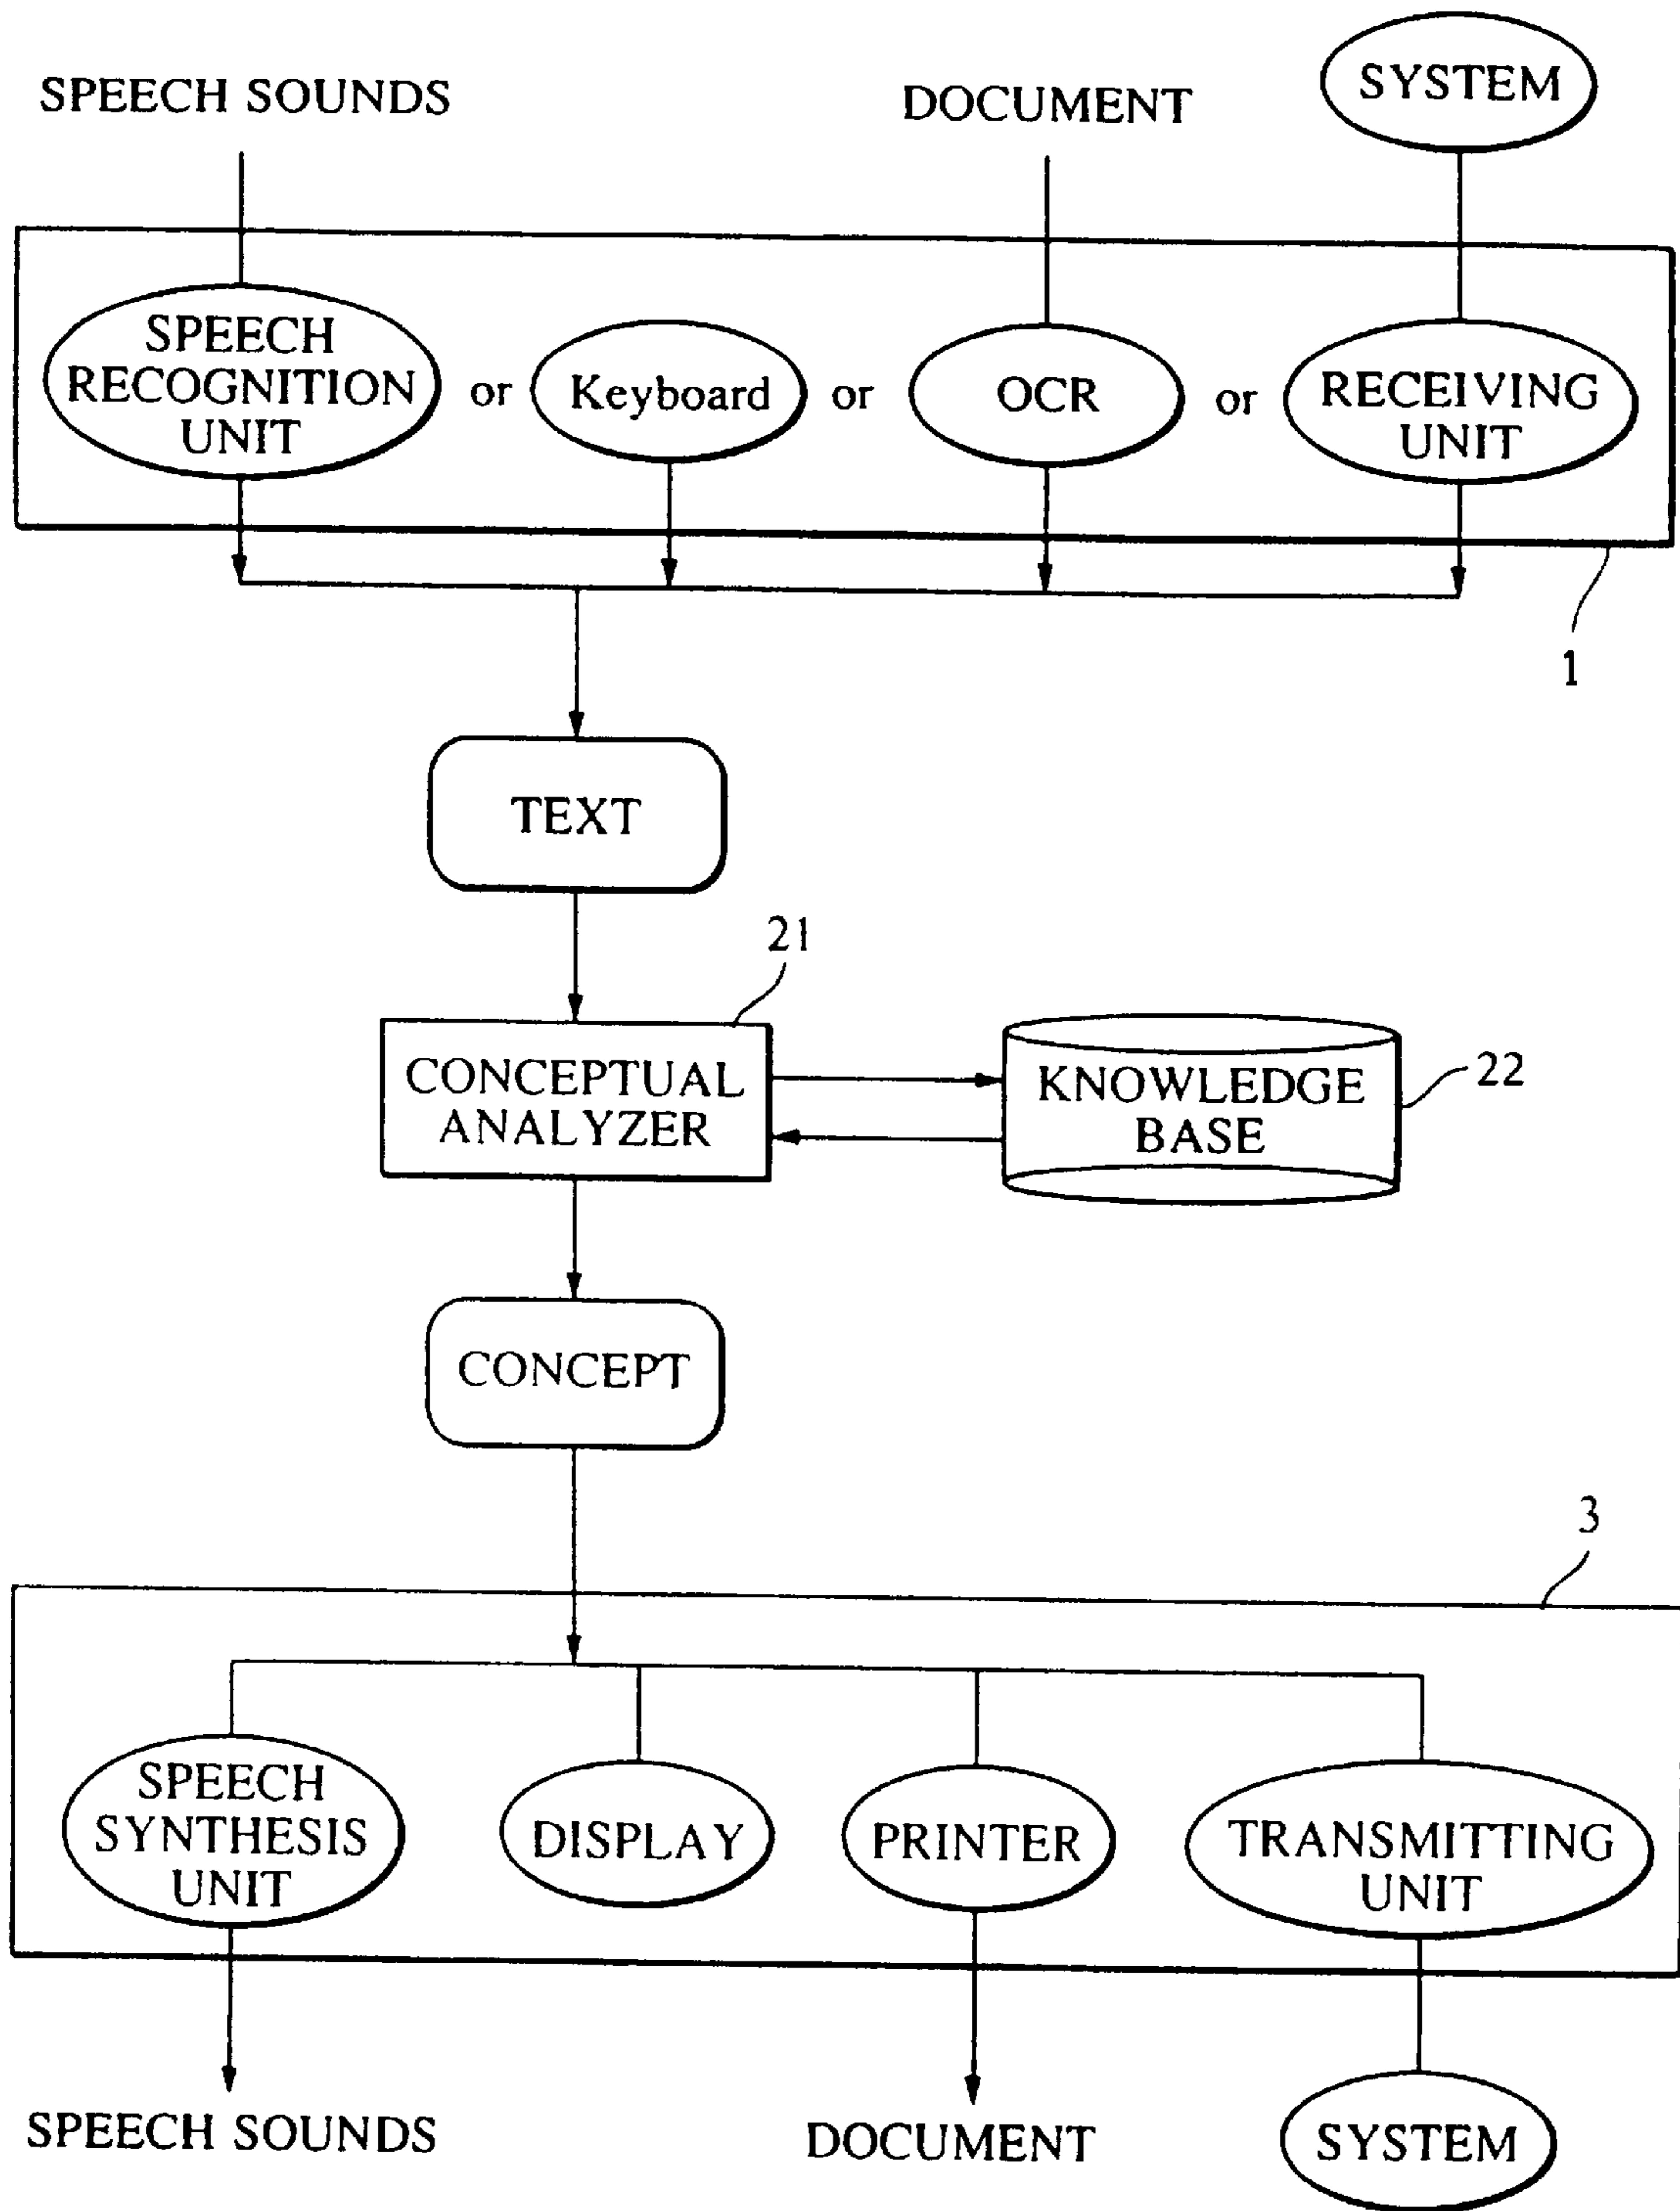 SPEECH SOUNDS
DOCUMENT
SYSTEM
SPEECH
RECOGNITION
UNIT
or
Keyboard
or
OCR
or
RECEIVING
UNIT
1
TEXT
21
CONCEPTUAL
ANALYZER
KNOWLEDGE
BASE
22
CONCEPT
3
SPEECH
SYNTHESIS
UNIT
DISPLAY
PRINTER
TRANSMITTING
UNIT
SPEECH SOUNDS
DOCUMENT
SYSTEM